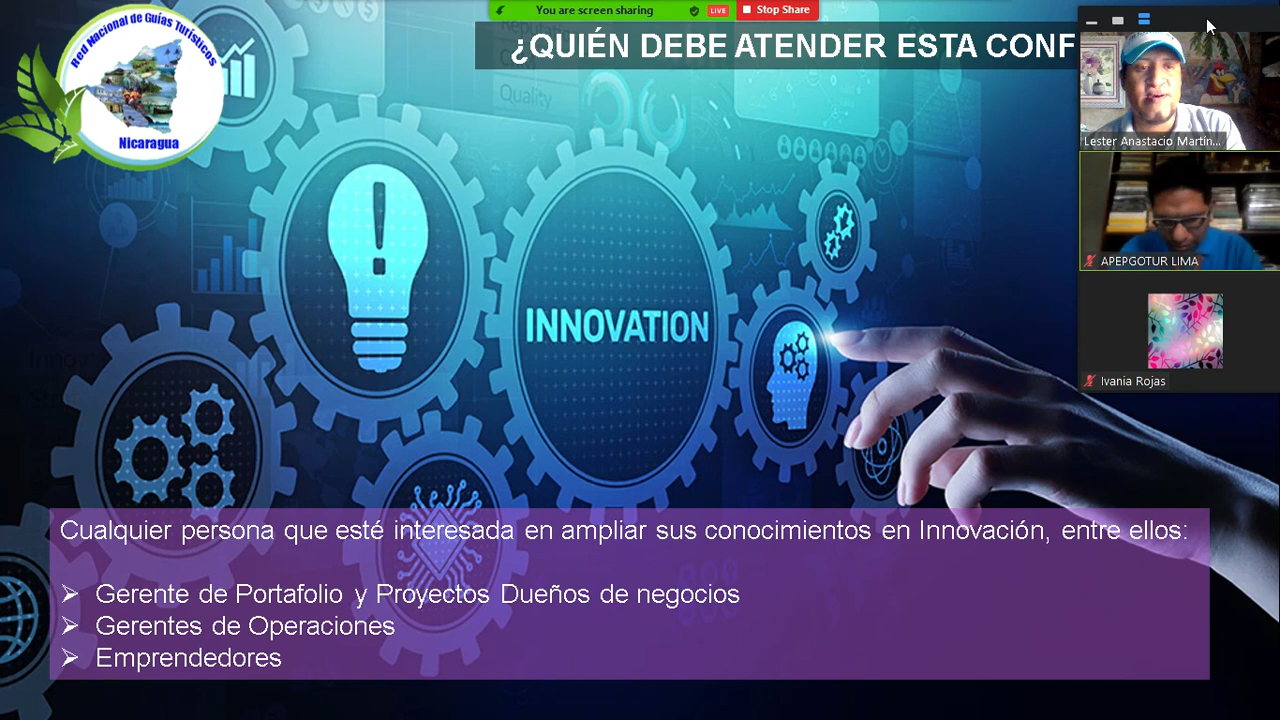 You are screen sharing
LIVE
Stop Share
Red Nacional de Guías Turísticos
Nicaragua
¿QUIÉN DEBE ATENDER ESTA CONF
Quality
INNOVATION
Lester Anastacio Martín...
APEPGOTUR LIMA
Ivania Rojas
Cualquier persona que esté interesada en ampliar sus conocimientos en Innovación, entre ellos:
➢ Gerente de Portafolio y Proyectos Dueños de negocios
➢ Gerentes de Operaciones
➢ Emprendedores